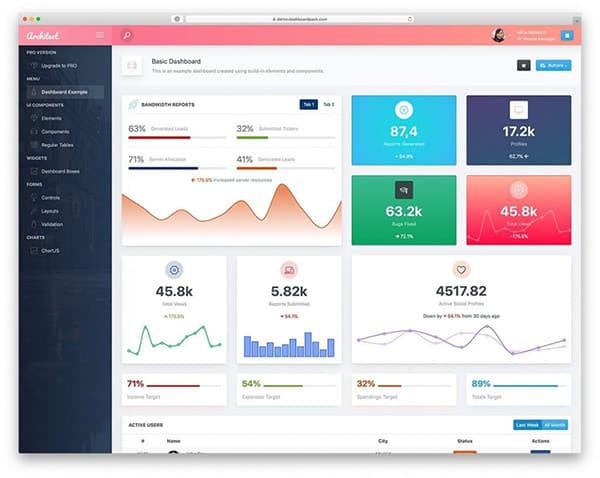 demo.dashboardpack.com
Architect
PRO VERSION
Upgrade to PRO
MENU
Dashboard Example
UI COMPONENTS
Elements
Components
Regular Tables
WIDGETS
Dashboard Boxes
FORMS
Controls
Layouts
Validation
CHARTS
ChartJS
Basic Dashboard
This is an example dashboard created using build-in elements and components.
Buttons
BANDWIDTH REPORTS
Tab 1
Tab 2
63% Generated Leads
32% Submitted Tickers
71% Server Allocation
41% Generated Leads
175.5% increased server resources
87,4
Reports Generated
54.9%
17.2k
Profiles
62,7%
63.2k
Bugs Fixed
72.1%
45.8k
Total Views
175.5%
45.8k
Total Views
175.5%
5.82k
Reports Submitted
54.1%
4517.82
Active Social Profiles
Down by 54.1% from 30 days ago
71%
Income Target
54%
Expenses Target
32%
Spendings Target
89%
Totals Target
ACTIVE USERS
Last Week
All Month
# Name City Status Actions